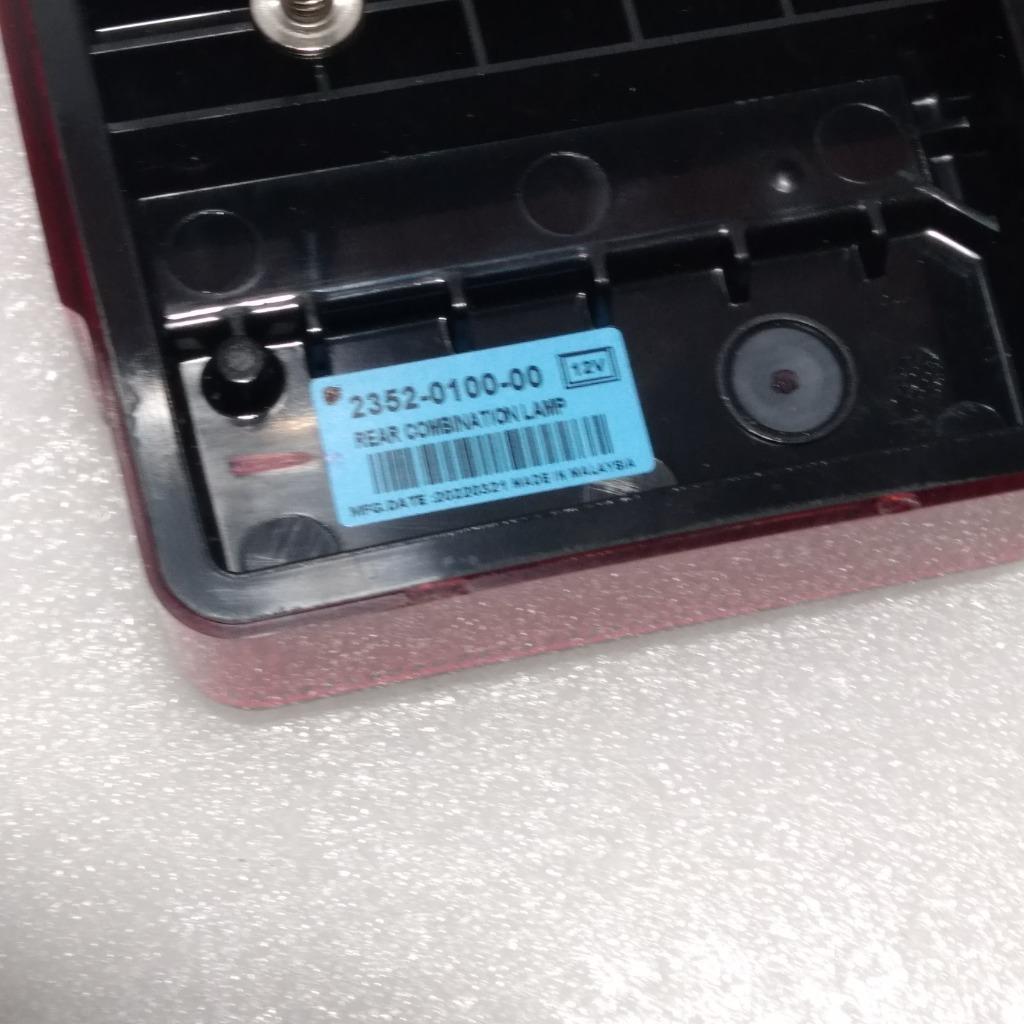 2352-0100-00 12V
REAR COMBINATION LAMP
MFG.DATE :20220321 MADE IN MALAYSIA